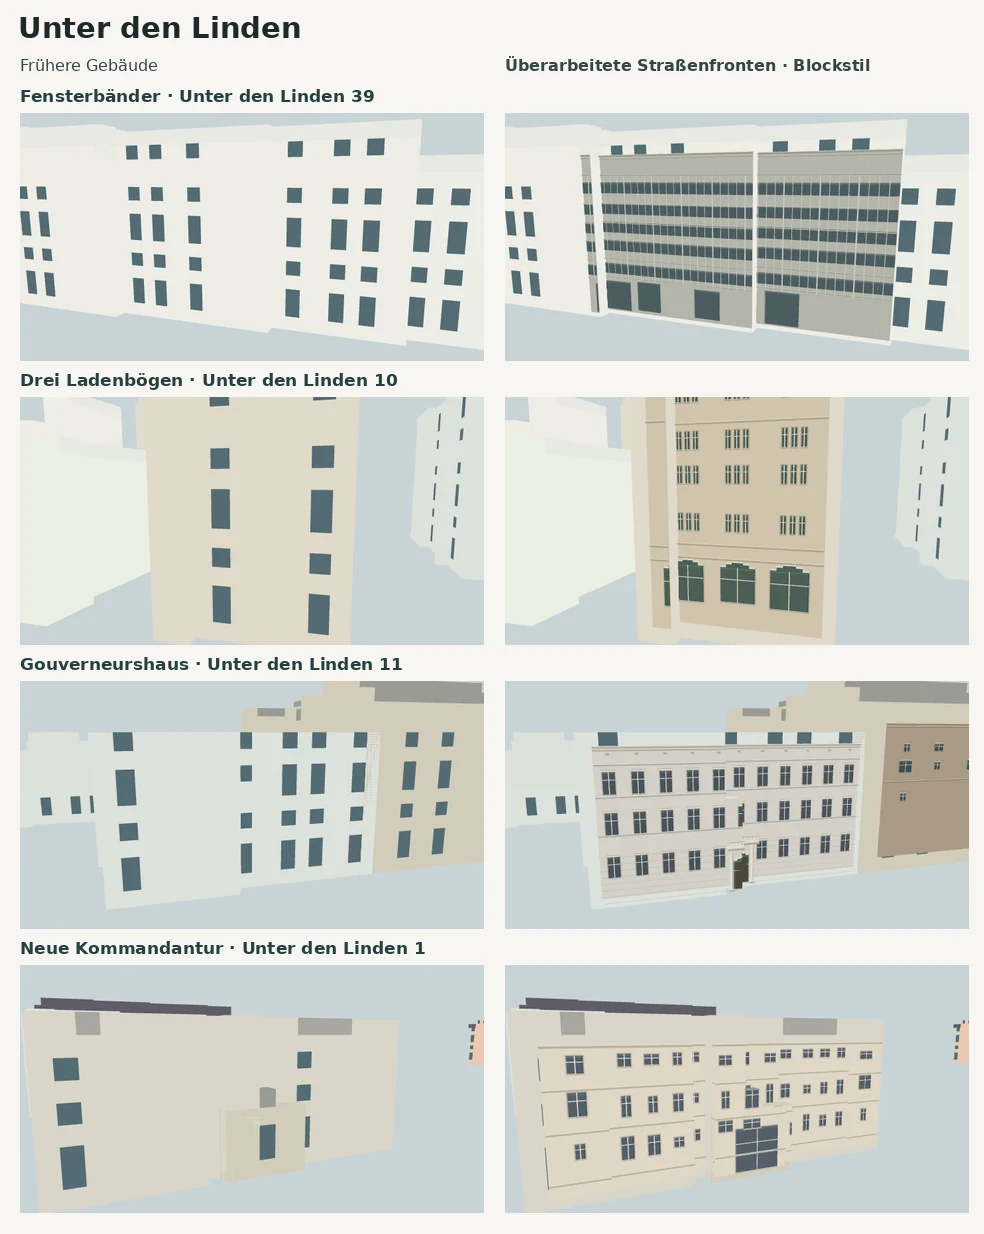 Unter den Linden
Frühere Gebäude
Überarbeitete Straßenfronten · Blockstil
Fensterbänder · Unter den Linden 39
Drei Ladenbögen · Unter den Linden 10
Gouverneurshaus · Unter den Linden 11
Neue Kommandantur · Unter den Linden 1